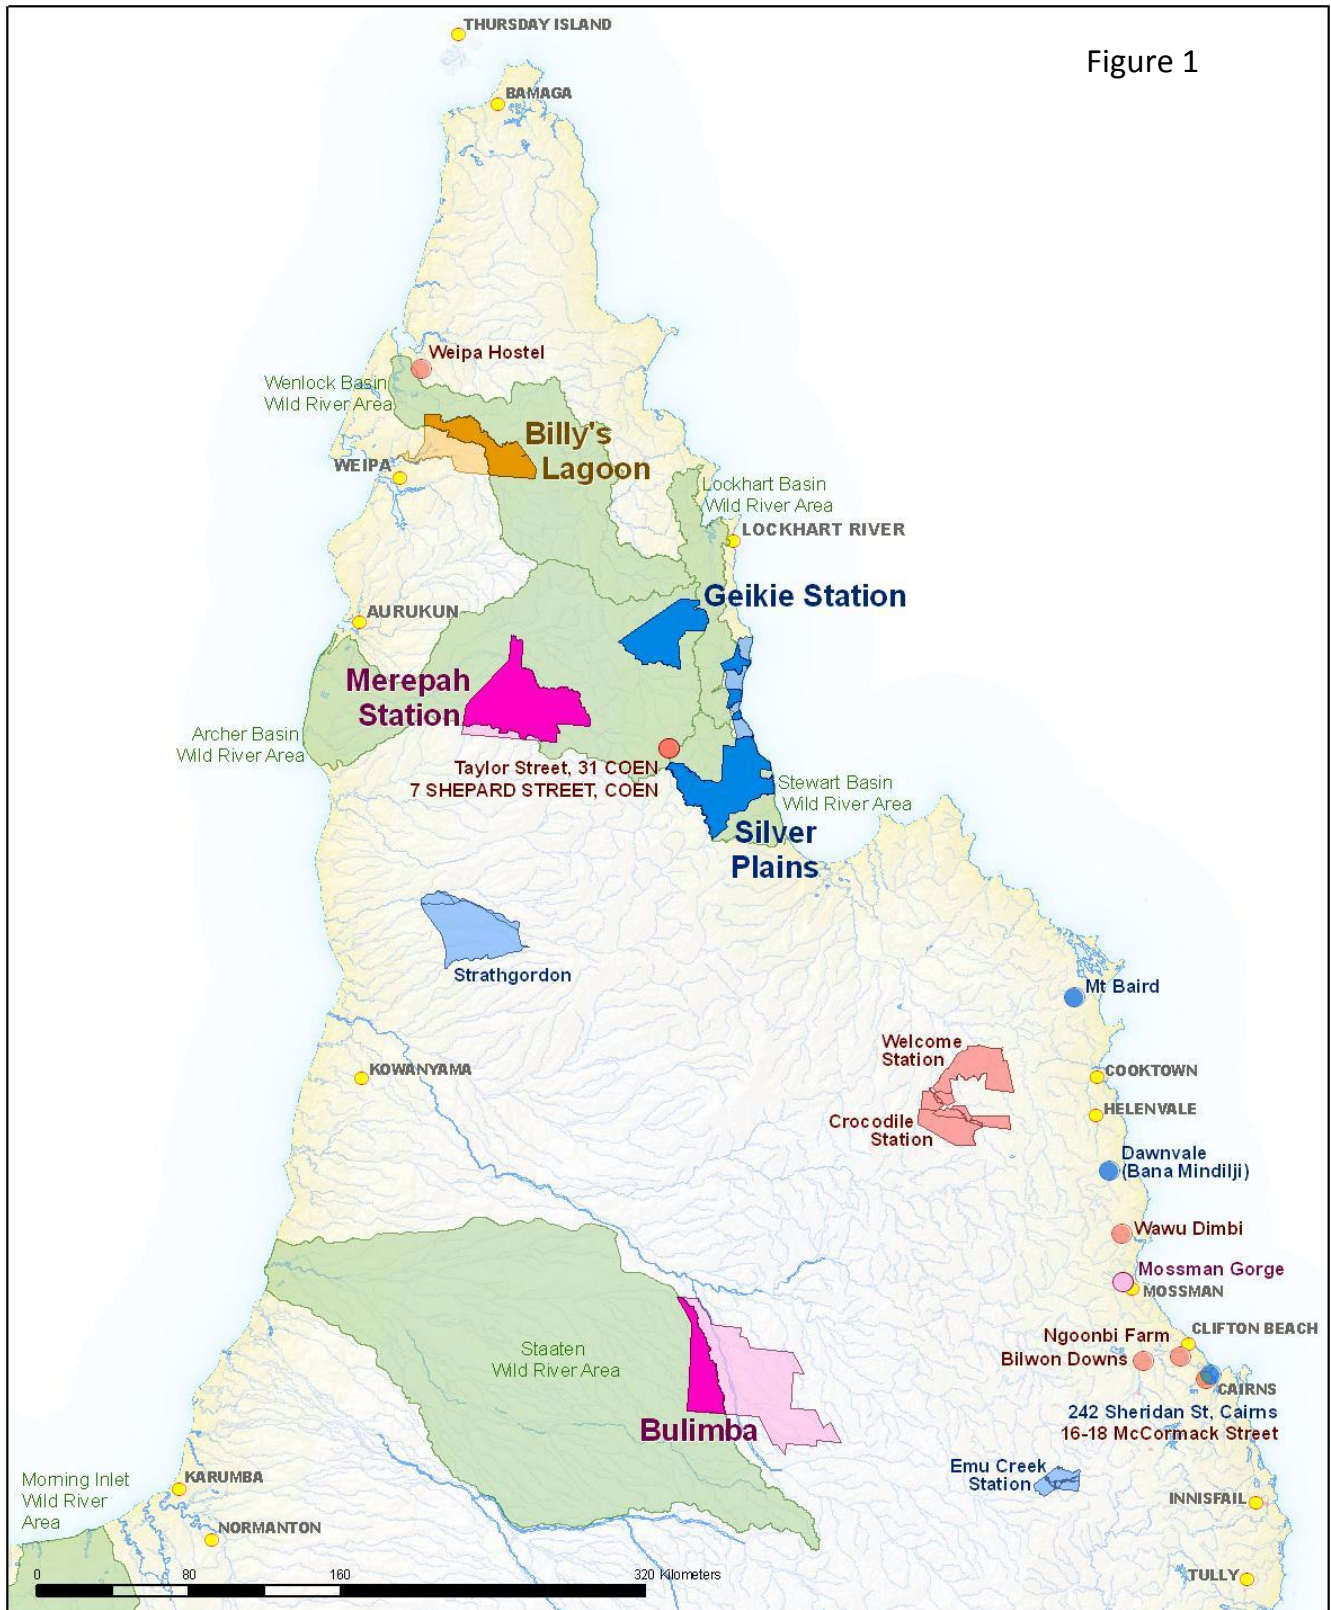 THURSDAY ISLAND
Figure 1
BAMAGA
Weipa Hostel
Wenlock Basin
Wild River Area
Billy's
Lagoon
WEIPA
Lockhart Basin
Wild River Area
LOCKHART RIVER
Geikie Station
AURUKUN
Merepah
Station
Archer Basin
Wild River Area
Taylor Street, 31 COEN
7 SHEPARD STREET, COEN
Stewart Basin
Wild River Area
Silver
Plains
Strathgordon
Mt Baird
Welcome
Station
KOWANYAMA
COOKTOWN
HELENVALE
Crocodile
Station
Dawnvale
(Bana Mindilji)
Wawu Dimbi
Mossman Gorge
MOSSMAN
CLIFTON BEACH
Ngoonbi Farm
Bilwon Downs
Staaten
Wild River Area
CAIRNS
242 Sheridan St, Cairns
16-18 McCormack Street
Bulimba
Emu Creek
Station
Morning Inlet
Wild River
Area
KARUMBA
INNISFAIL
NORMANTON
TULLY
0 80 160 320 Kilometers